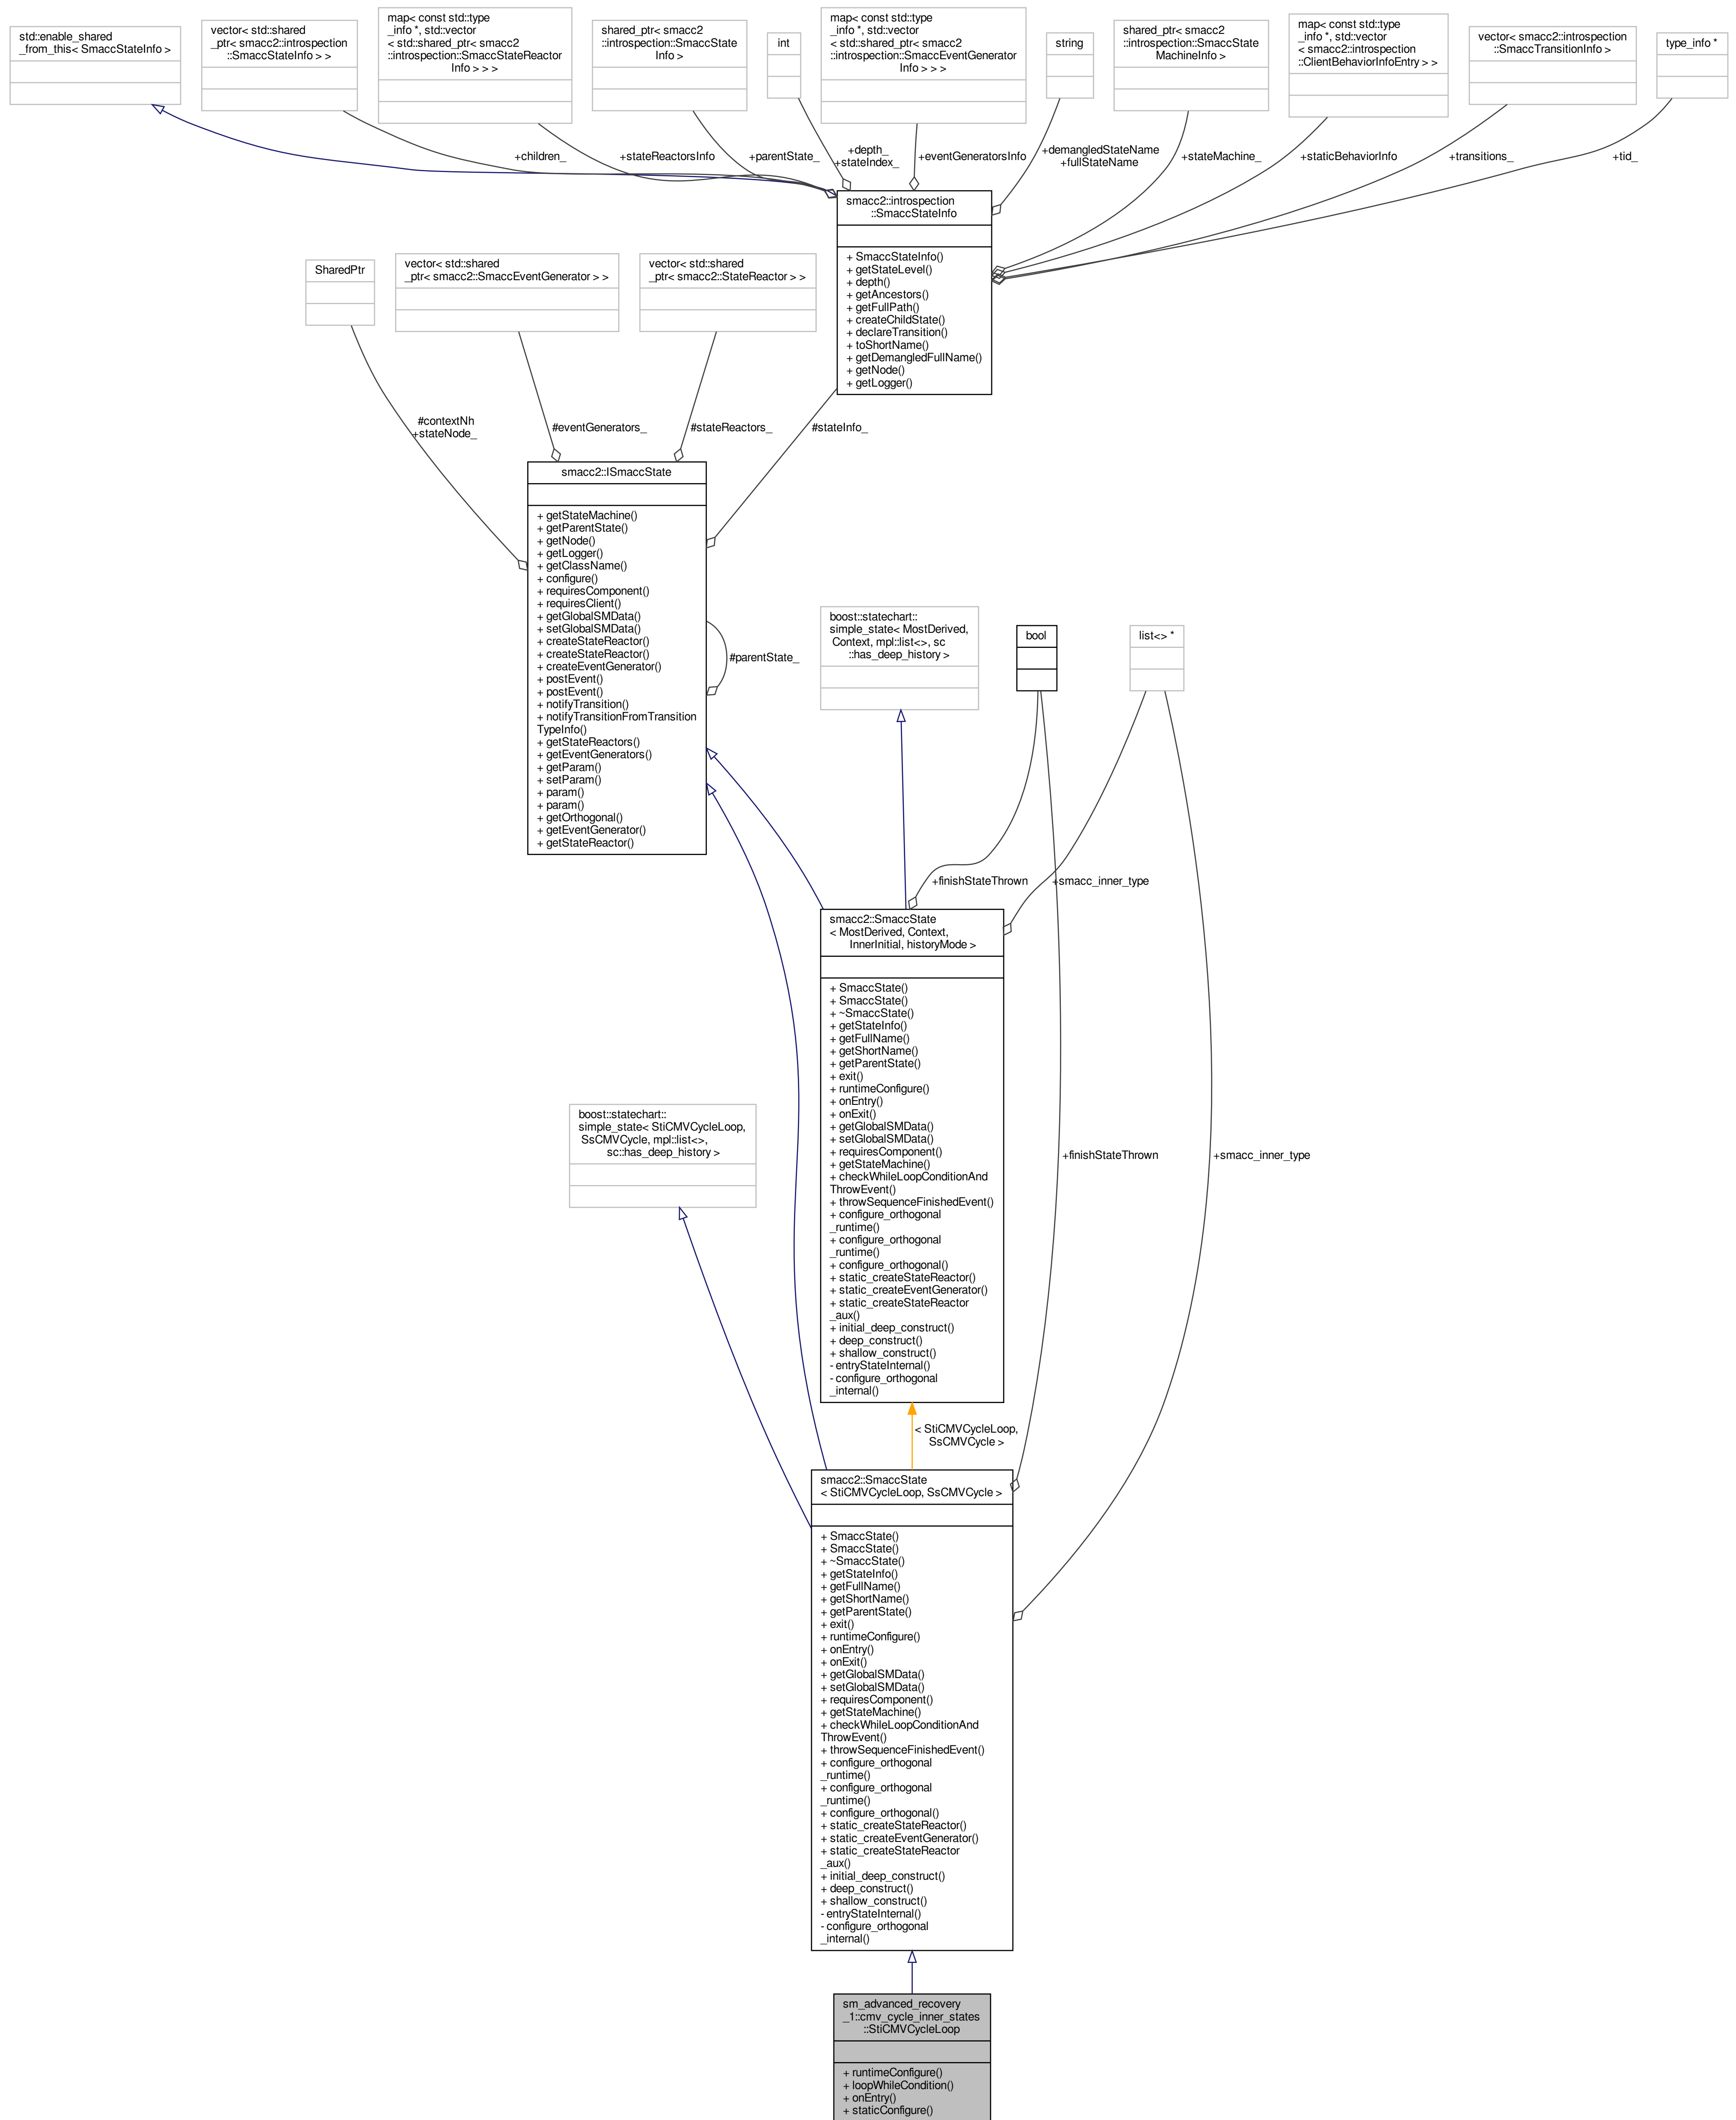 std::enable_shared
_from_this< SmaccStateInfo >
vector< std::shared
_ptr< smacc2::introspection
::SmaccStateInfo > >
map< const std::type
_info *, std::vector
< std::shared_ptr< smacc2
::introspection::SmaccStateReactor
Info > > >
shared_ptr< smacc2
::introspection::SmaccState
Info >
int
map< const std::type
_info *, std::vector
< std::shared_ptr< smacc2
::introspection::SmaccEventGenerator
Info > > >
string
shared_ptr< smacc2
::introspection::SmaccState
MachineInfo >
map< const std::type
_info *, std::vector
< smacc2::introspection
::ClientBehaviorInfoEntry > >
vector< smacc2::introspection
::SmaccTransitionInfo >
type_info *
+children_
+stateReactorsInfo
+parentState_
+depth_
+stateIndex_
+eventGeneratorsInfo
+demangledStateName
+fullStateName
+stateMachine_
+staticBehaviorInfo
+transitions_
+tid_
smacc2::introspection
::SmaccStateInfo
+ SmaccStateInfo()
+ getStateLevel()
+ depth()
+ getAncestors()
+ getFullPath()
+ createChildState()
+ declareTransition()
+ toShortName()
+ getDemangledFullName()
+ getNode()
+ getLogger()
SharedPtr
vector< std::shared
_ptr< smacc2::SmaccEventGenerator > >
vector< std::shared
_ptr< smacc2::StateReactor > >
#contextNh
+stateNode_
#eventGenerators_
#stateReactors_
#stateInfo_
smacc2::ISmaccState
+ getStateMachine()
+ getParentState()
+ getNode()
+ getLogger()
+ getClassName()
+ configure()
+ requiresComponent()
+ requiresClient()
+ getGlobalSMData()
+ setGlobalSMData()
+ createStateReactor()
+ createStateReactor()
+ createEventGenerator()
+ postEvent()
+ postEvent()
+ notifyTransition()
+ notifyTransitionFromTransition
TypeInfo()
+ getStateReactors()
+ getEventGenerators()
+ getParam()
+ setParam()
+ param()
+ param()
+ getOrthogonal()
+ getEventGenerator()
+ getStateReactor()
#parentState_
boost::statechart::
simple_state< MostDerived,
Context, mpl::list<>, sc
::has_deep_history >
bool
list<> *
+finishStateThrown
+smacc_inner_type
smacc2::SmaccState
< MostDerived, Context,
InnerInitial, historyMode >
+ SmaccState()
+ SmaccState()
+ ~SmaccState()
+ getStateInfo()
+ getFullName()
+ getShortName()
+ getParentState()
+ exit()
+ runtimeConfigure()
+ onEntry()
+ onExit()
+ getGlobalSMData()
+ setGlobalSMData()
+ requiresComponent()
+ getStateMachine()
+ checkWhileLoopConditionAnd
ThrowEvent()
+ throwSequenceFinishedEvent()
+ configure_orthogonal
_runtime()
+ configure_orthogonal
_runtime()
+ configure_orthogonal()
+ static_createStateReactor()
+ static_createEventGenerator()
+ static_createStateReactor
_aux()
+ initial_deep_construct()
+ deep_construct()
+ shallow_construct()
- entryStateInternal()
- configure_orthogonal
_internal()
boost::statechart::
simple_state< StiCMVCycleLoop,
SsCMVCycle, mpl::list<>,
sc::has_deep_history >
+finishStateThrown
+smacc_inner_type
< StiCMVCycleLoop,
SsCMVCycle >
smacc2::SmaccState
< StiCMVCycleLoop, SsCMVCycle >
+ SmaccState()
+ SmaccState()
+ ~SmaccState()
+ getStateInfo()
+ getFullName()
+ getShortName()
+ getParentState()
+ exit()
+ runtimeConfigure()
+ onEntry()
+ onExit()
+ getGlobalSMData()
+ setGlobalSMData()
+ requiresComponent()
+ getStateMachine()
+ checkWhileLoopConditionAnd
ThrowEvent()
+ throwSequenceFinishedEvent()
+ configure_orthogonal
_runtime()
+ configure_orthogonal
_runtime()
+ configure_orthogonal()
+ static_createStateReactor()
+ static_createEventGenerator()
+ static_createStateReactor
_aux()
+ initial_deep_construct()
+ deep_construct()
+ shallow_construct()
- entryStateInternal()
- configure_orthogonal
_internal()
sm_advanced_recovery
_1::cmv_cycle_inner_states
::StiCMVCycleLoop
+ runtimeConfigure()
+ loopWhileCondition()
+ onEntry()
+ staticConfigure()